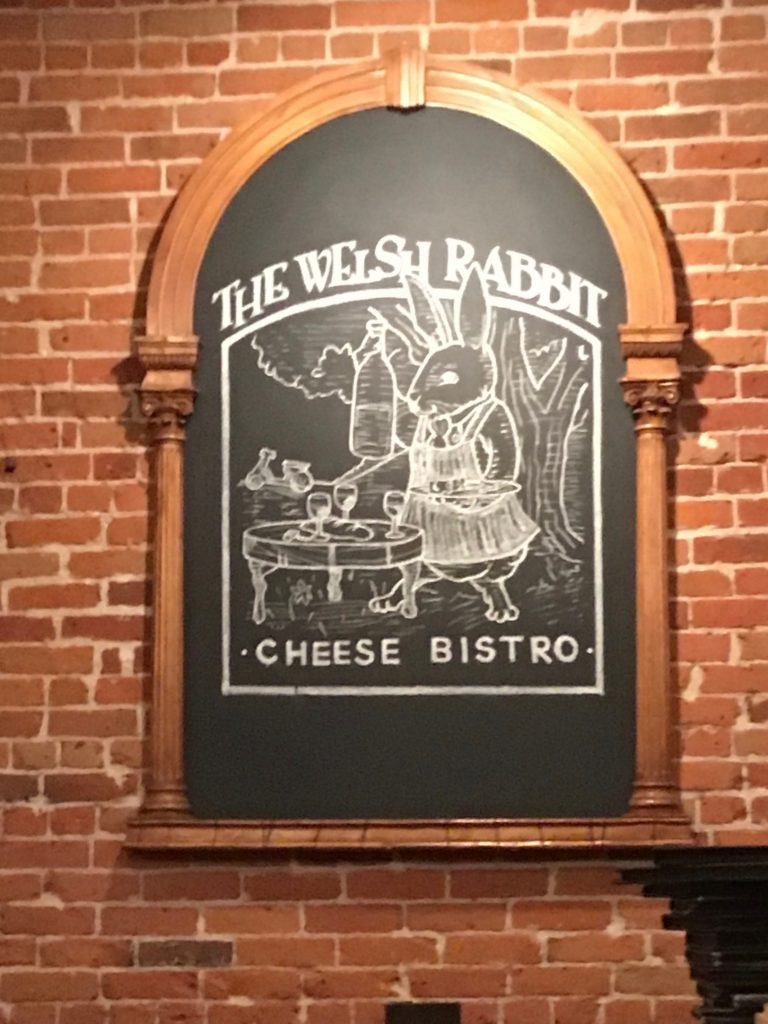 THE WELSH RABBIT
· CHEESE BISTRO ·